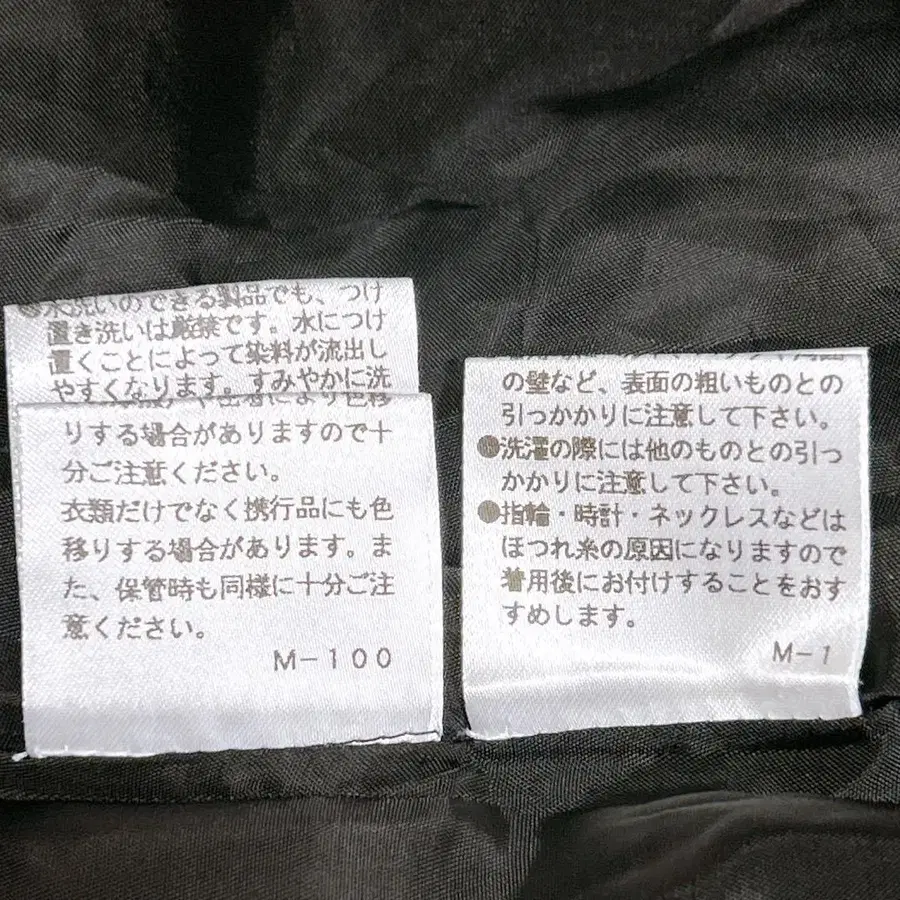 水洗いのできる製品でも、つけ
置き洗いは厳禁です。水につけ
置くことによって染料が流出し
やすくなります。すみやかに洗
りする場合がありますので十
分ご注意ください。
衣類だけでなく携行品にも色
移りする場合があります。ま
た、保管時も同様に十分ご注
意ください。
M-100
の壁など、表面の粗いものとの
引っかかりに注意して下さい。
●洗濯の際には他のものとの引っ
かかりに注意して下さい。
●指輪・時計・ネックレスなどは
ほつれ糸の原因になりますので
着用後にお付けすることをおす
すめします。
M-1